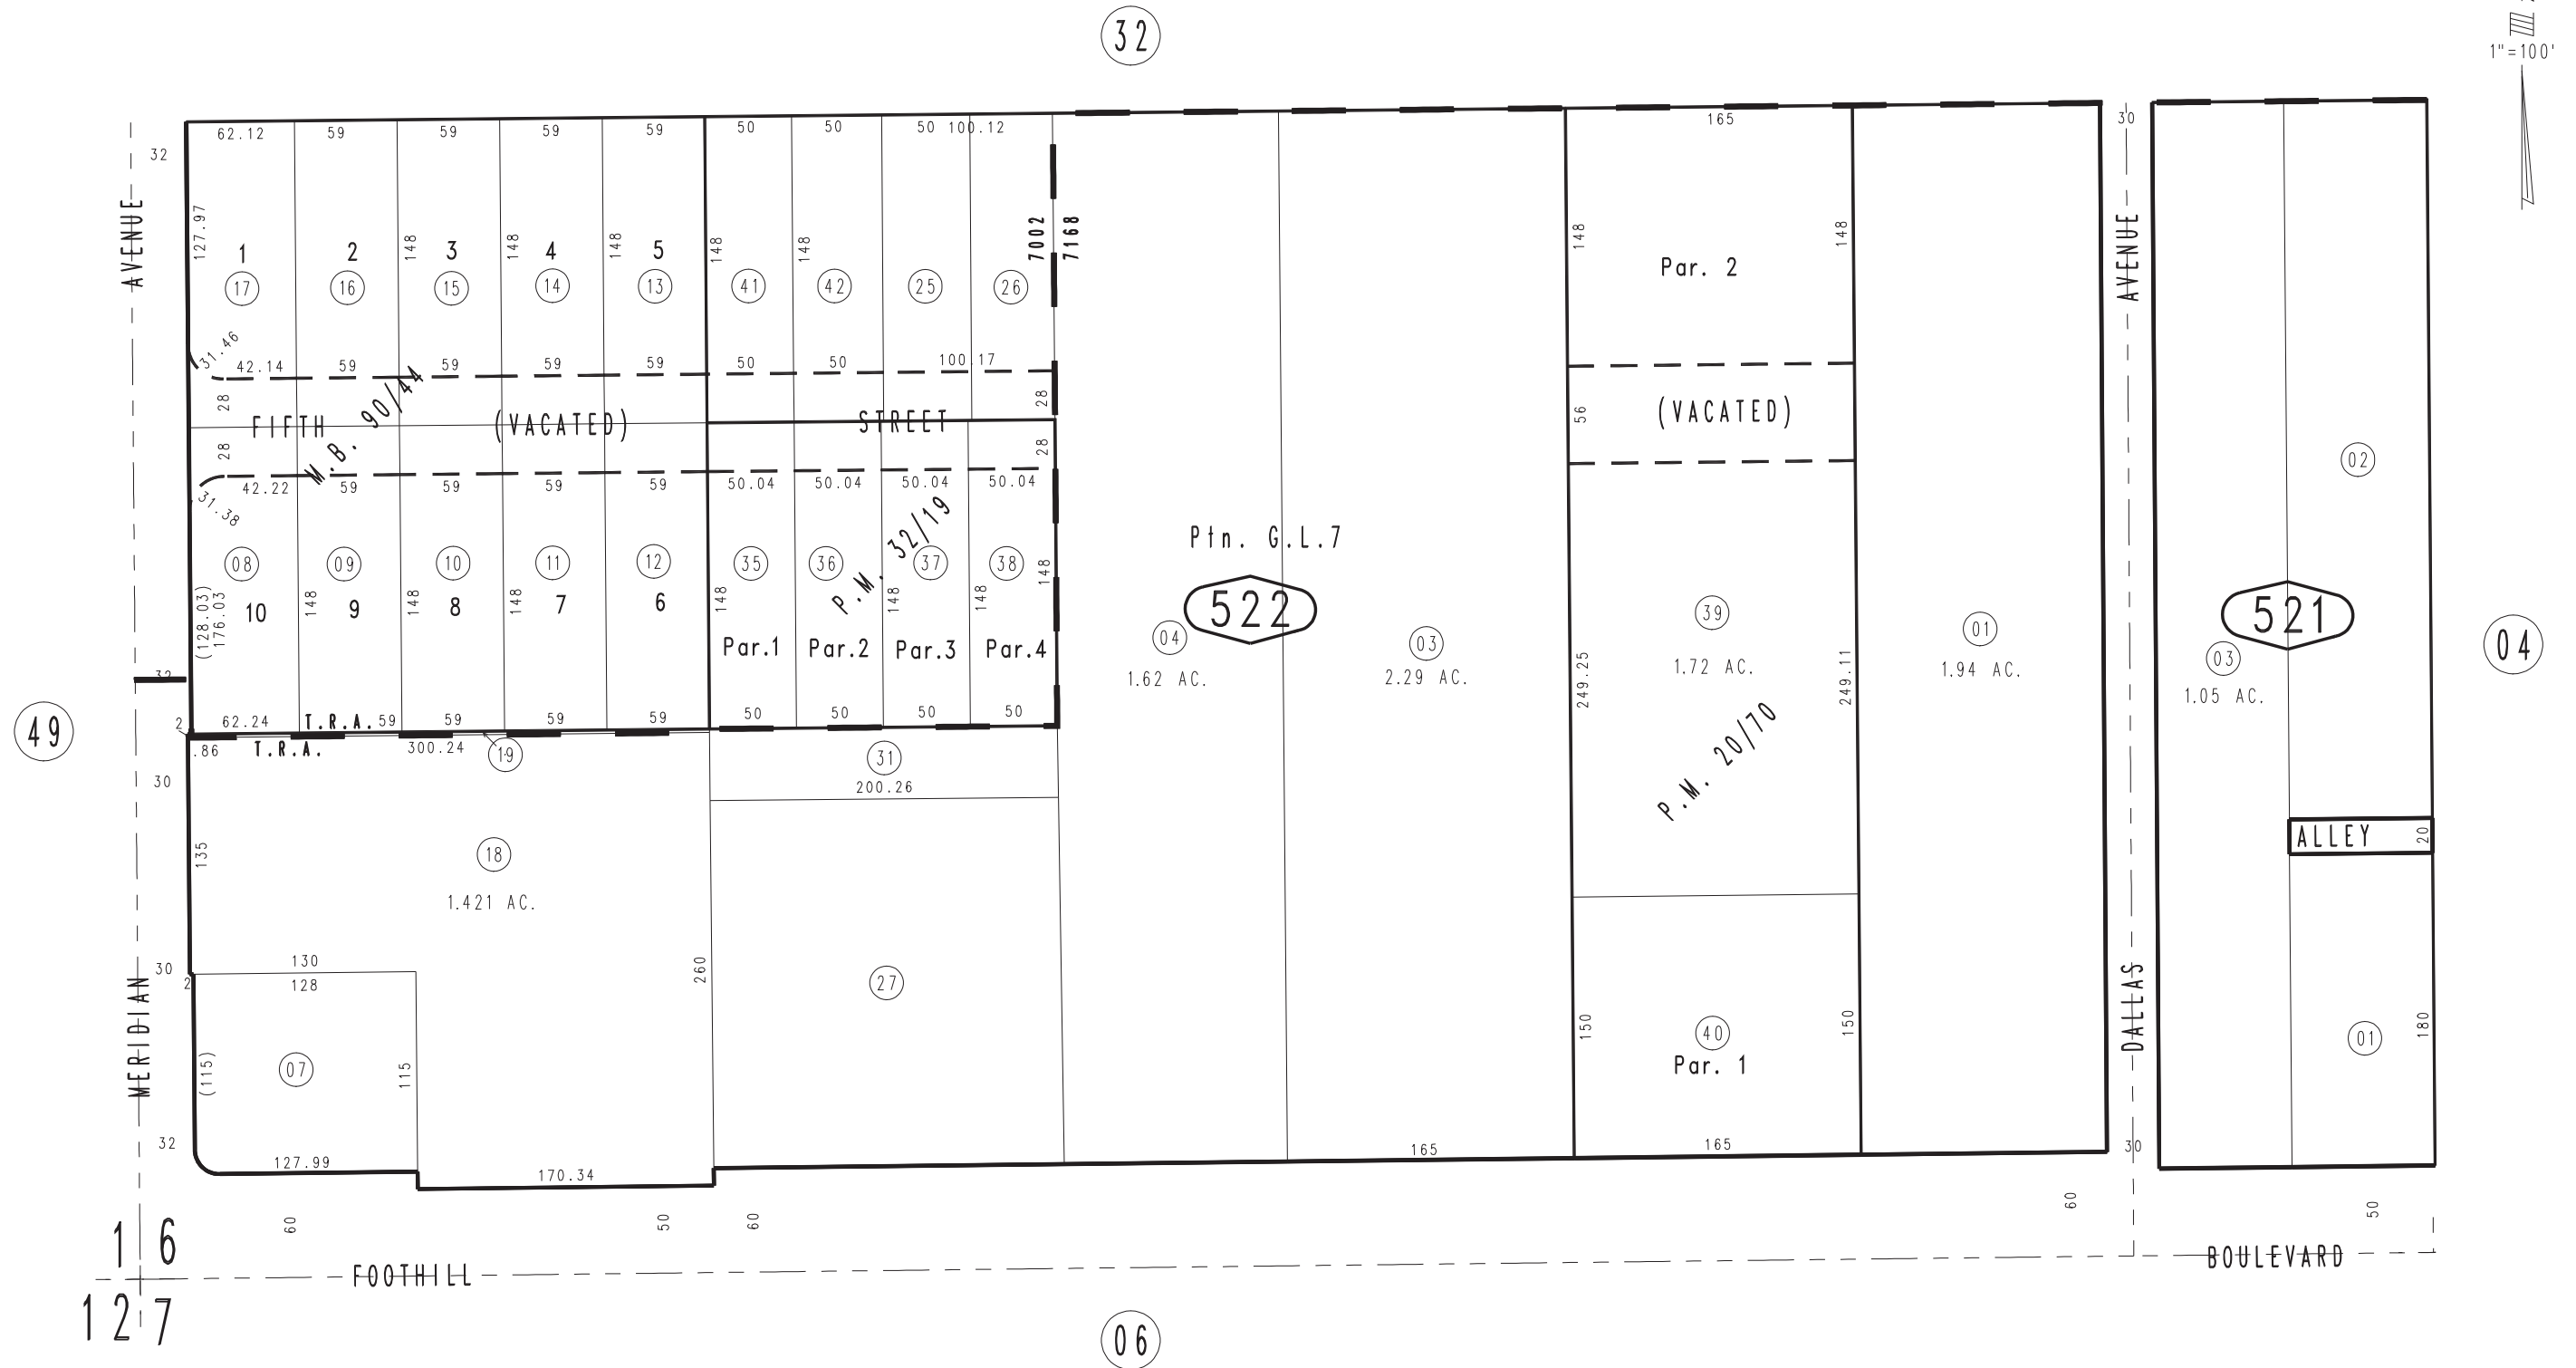 32
1"=100'
62.12 59 59 59 59 50 50 50 100.12 165 30
32
AVENUE
127.97 148 148 148 148 148 7002 7168 148 148
AVENUE
1 2 3 4 5
17 16 15 14 13 41 42 25 26
Par. 2
31.46
42.14 59 59 59 59 50 50 100.17
28 28
FIFTH (VACATED) STREET
M.B. 90/44
56 (VACATED)
28 28
42.22 59 59 59 59 50.04 50.04 50.04 50.04
31.38
02
P.M. 32/19
Ptn. G.L.7
08 09 10 11 12 35 36 37 38
(128.03) 176.03 148 148 148 148 148 148 148
10 9 8 7 6
522
521
04 03 39 01 03
04
Par.1 Par.2 Par.3 Par.4
1.62 AC. 2.29 AC. 1.72 AC. 1.94 AC. 1.05 AC.
249.25 249.11
32
49
2 62.24 T.R.A. 59 59 59 59 50 50 50 50
.86 T.R.A. 300.24 19 31
P.M. 20/70
30
200.26
135
18
ALLEY 20
1.421 AC.
30 130 260
2 128
27
MERIDIAN
DALLAS
(115) 07 115
150 40 150
Par. 1
01 180
32
127.99 170.34 165 165 30
60 50 60 60 50
1 6
FOOTHILL BOULEVARD
12 7
06